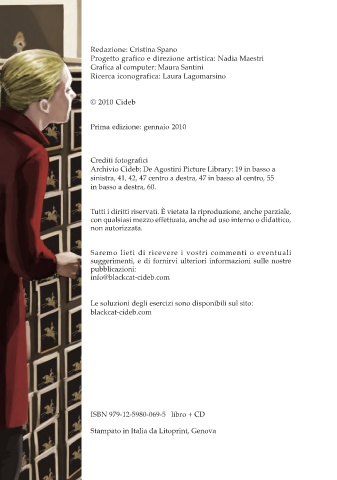 Redazione: Cristina Spano
Progetto grafico e direzione artistica: Nadia Maestri
Grafica al computer: Maura Santini
Ricerca iconografica: Laura Lagomarsino
© 2010 Cideb
Prima edizione: gennaio 2010
Crediti fotografici
Archivio Cideb: De Agostini Picture Library: 19 in basso a
sinistra, 41, 42, 47 centro a destra, 47 in basso al centro, 55
in basso a destra, 60.
Tutti i diritti riservati. È vietata la riproduzione, anche parziale,
con qualsiasi mezzo effettuata, anche ad uso interno o didattico,
non autorizzata.
Saremo lieti di ricevere i vostri commenti o eventuali
suggerimenti, e di fornirvi ulteriori informazioni sulle nostre
pubblicazioni:
info@blackcat-cideb.com
Le soluzioni degli esercizi sono disponibili sul sito:
blackcat-cideb.com
ISBN 979-12-5980-069-5 libro + CD
Stampato in Italia da Litoprint, Genova